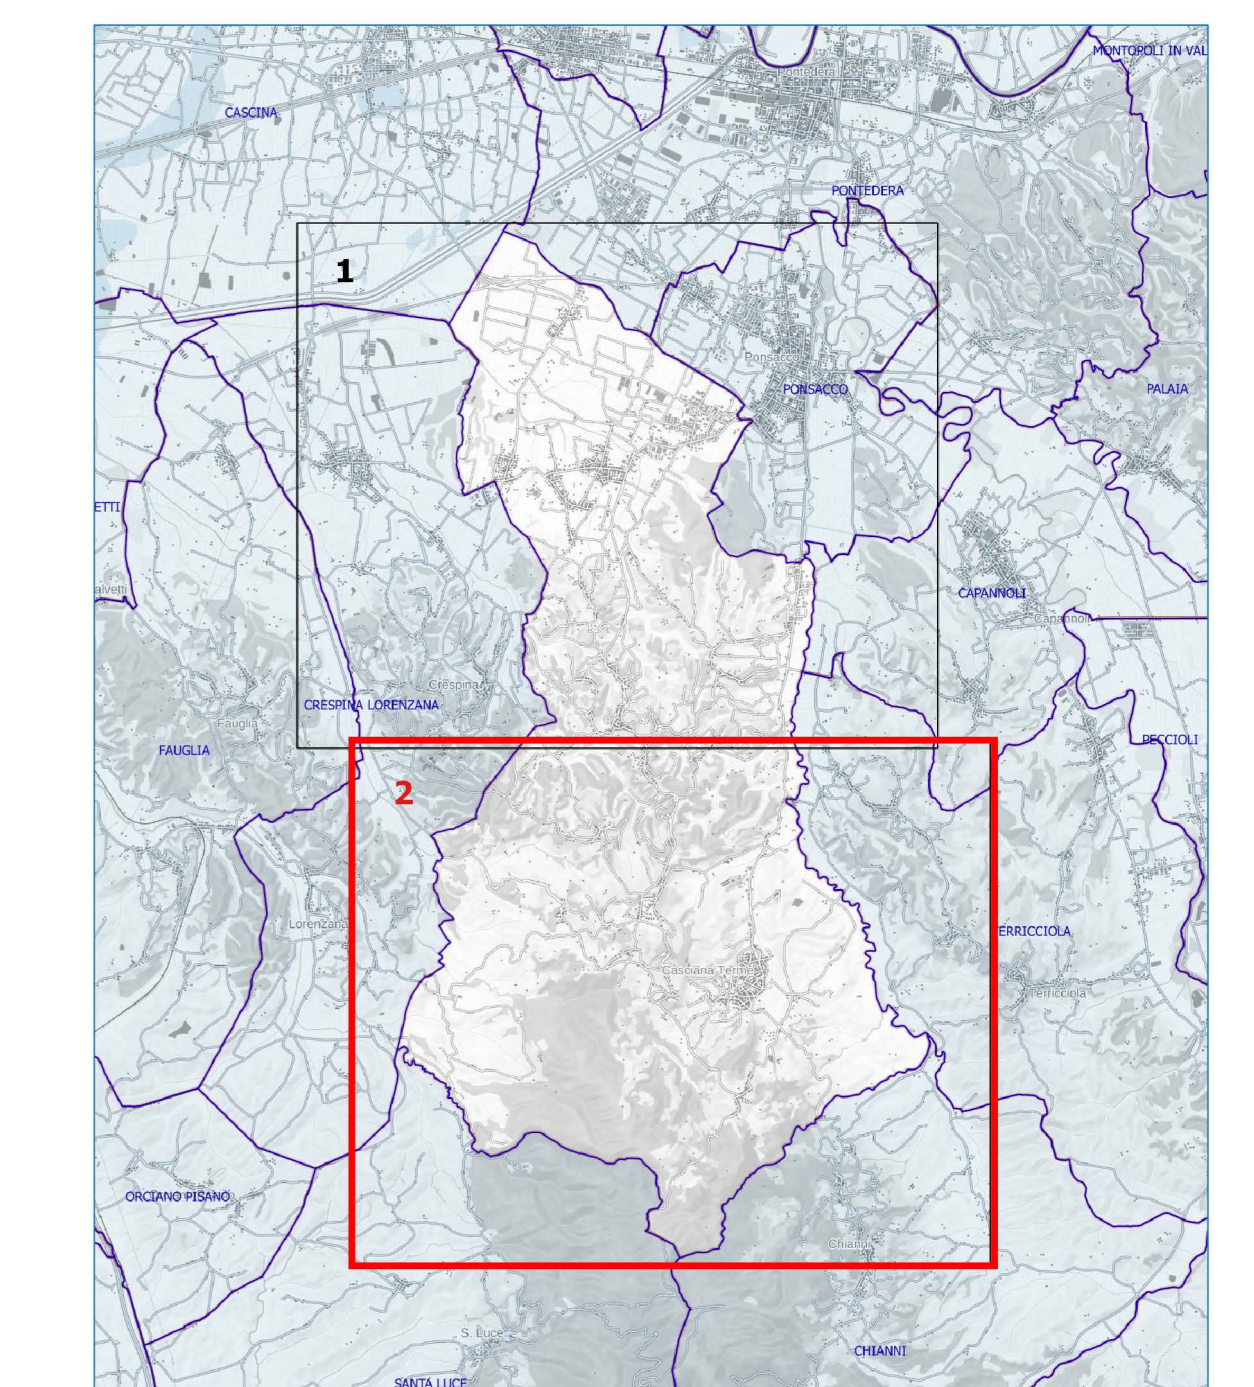 MONTOPOLI IN VAL
Pontedera
CASCINA
PONTEDERA
1
Ponsacco
PONSACCO
PALAIA
ETTI
alvetti
CAPANNOLI
Capannoli
Crespina
CRESPINA LORENZANA
Fauglia
FAUGLIA
PECCIOLI
2
Lorenzana
ERRICCIOLA
Casciana Terme
Terricciola
ORCIANO PISANO
Chianni
S. Luce
CHIANNI
SANTA LUCE